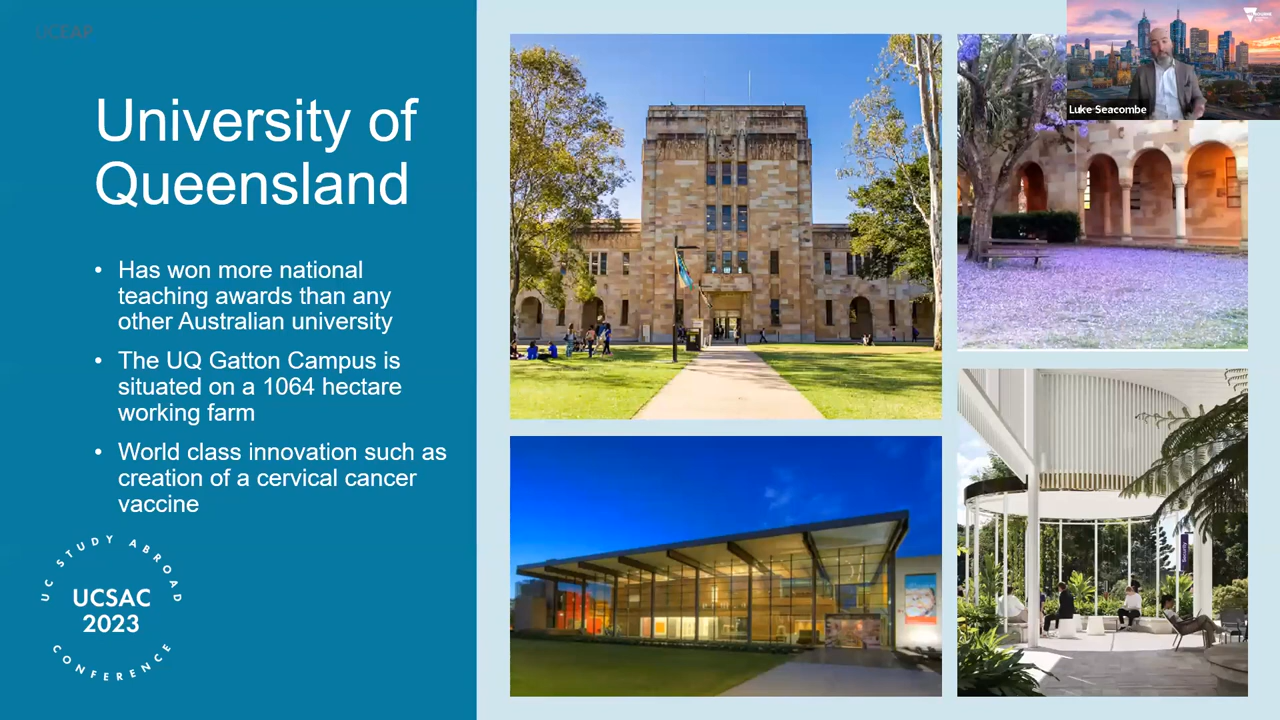 UCEAP
University of
Queensland
• Has won more national
teaching awards than any
other Australian university
• The UQ Gatton Campus is
situated on a 1064 hectare
working farm
• World class innovation such as
creation of a cervical cancer
vaccine
UC STUDY ABROAD
UCSAC
2023
CONFERENCE
Luke Seacombe
Security